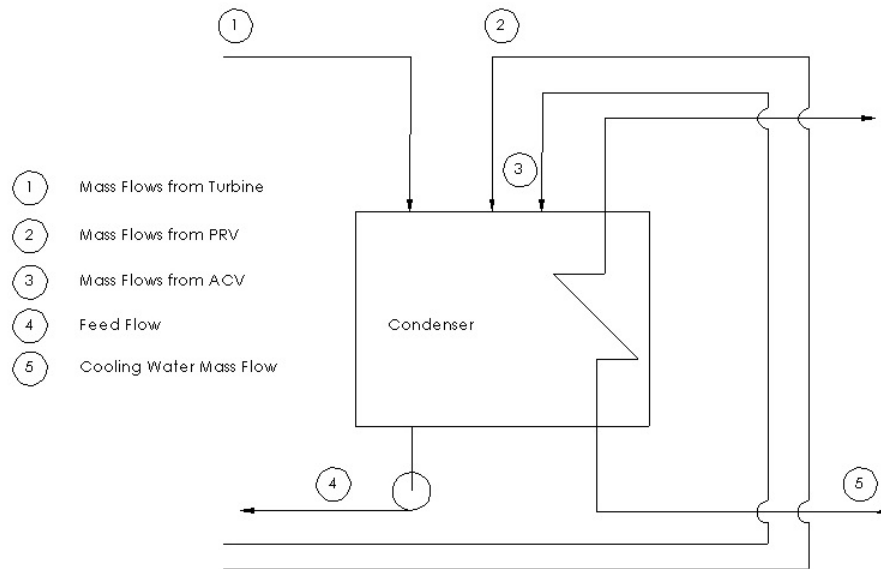 1
2
3
1 Mass Flows from Turbine
2 Mass Flows from PRV
3 Mass Flows from ACV
4 Feed Flow
5 Cooling Water Mass Flow
Condenser
4
5